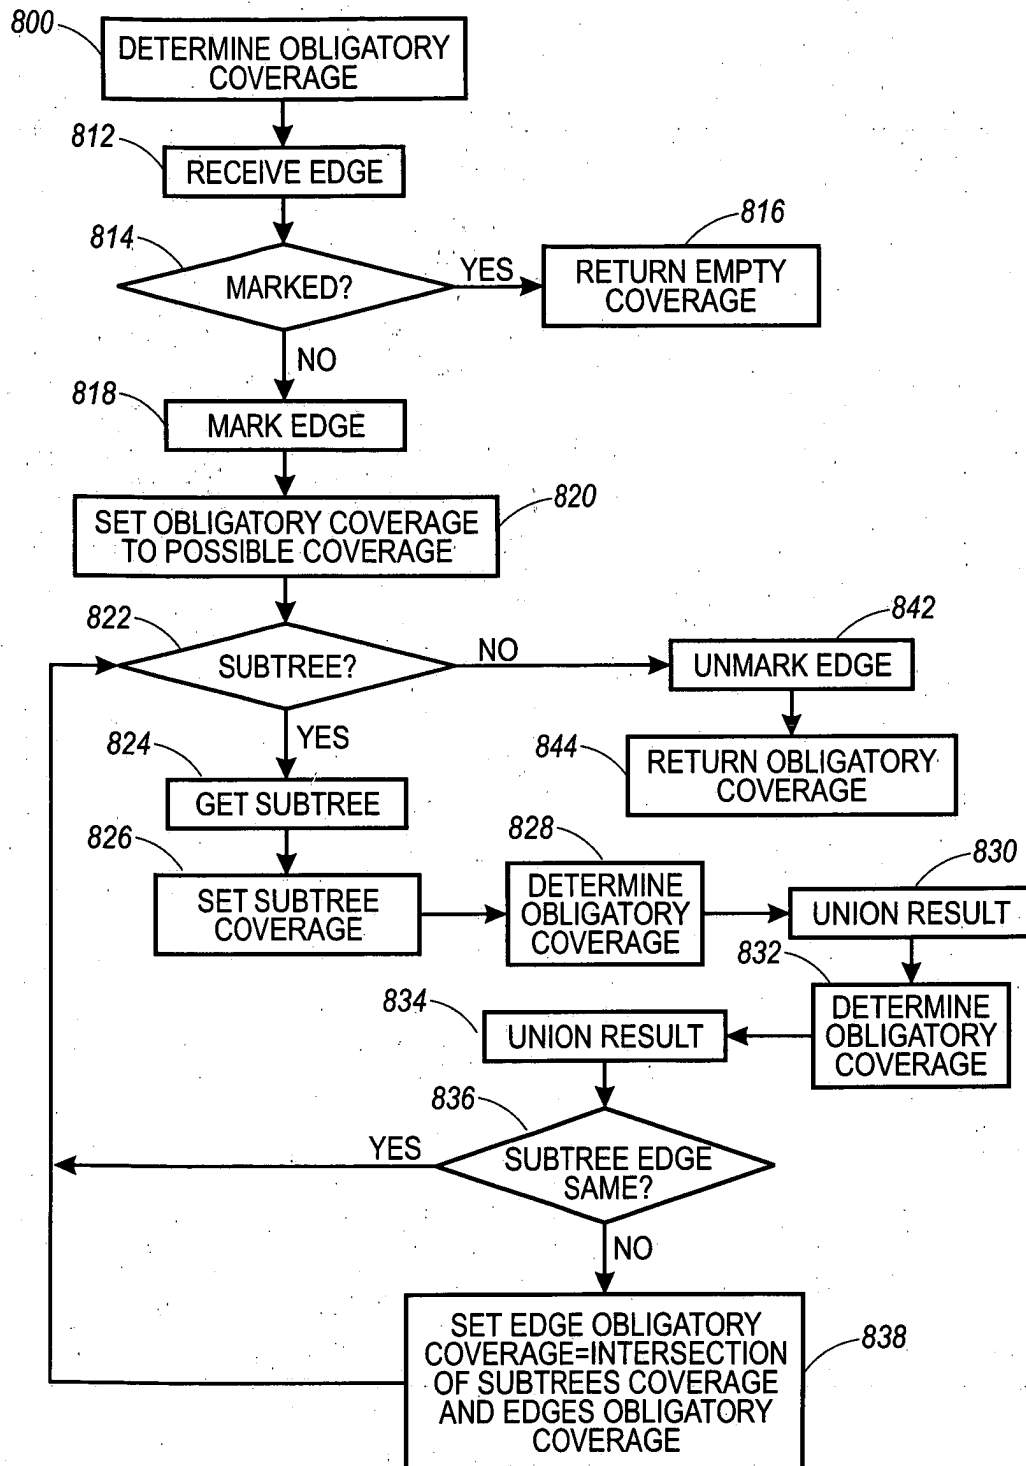 800
DETERMINE OBLIGATORY
COVERAGE
812
RECEIVE EDGE
814
MARKED?
YES
816
RETURN EMPTY
COVERAGE
NO
818
MARK EDGE
820
SET OBLIGATORY COVERAGE
TO POSSIBLE COVERAGE
822
SUBTREE?
NO
842
UNMARK EDGE
844
RETURN OBLIGATORY
COVERAGE
YES
824
GET SUBTREE
826
SET SUBTREE
COVERAGE
828
DETERMINE
OBLIGATORY
COVERAGE
830
UNION RESULT
832
DETERMINE
OBLIGATORY
COVERAGE
834
UNION RESULT
836
SUBTREE EDGE
SAME?
YES
NO
838
SET EDGE OBLIGATORY
COVERAGE=INTERSECTION
OF SUBTREES COVERAGE
AND EDGES OBLIGATORY
COVERAGE